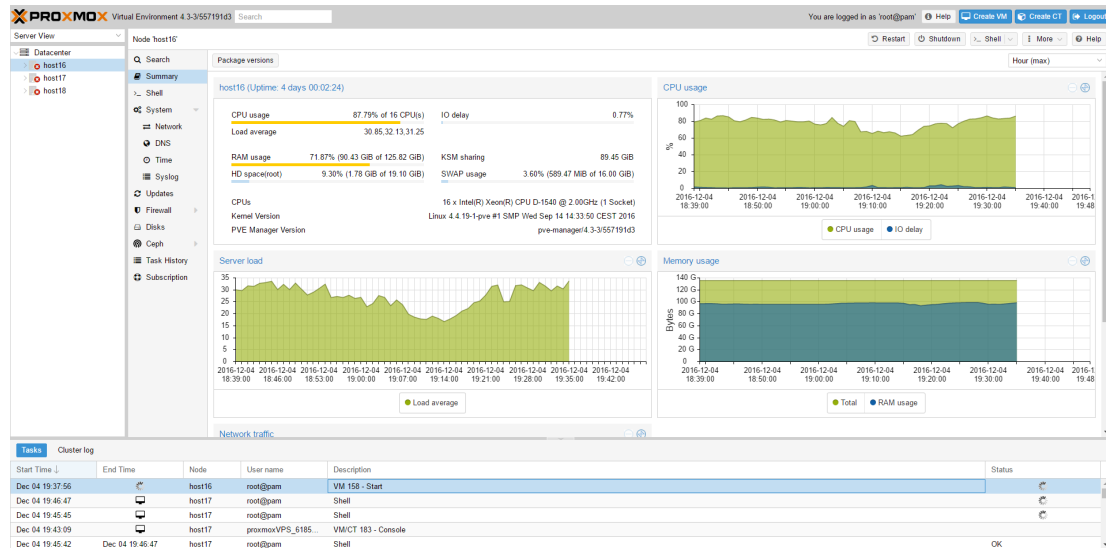 PROXMOX Virtual Environment 4.3-3/557191d3 Search You are logged in as 'root@pam' Help Create VM Create CT Logout
Server View
Datacenter
host16
host17
host18
Node 'host16' Restart Shutdown Shell More Help
Search
Summary
Shell
System
Network
DNS
Time
Syslog
Updates
Firewall
Disks
Ceph
Task History
Subscription
Package versions Hour (max)
host16 (Uptime: 4 days 00:02:24)
CPU usage 87.79% of 16 CPU(s) IO delay 0.77%
Load average 30.85,32.13,31.25
RAM usage 71.87% (90.43 GiB of 125.82 GiB) KSM sharing 89.45 GiB
HD space(root) 9.30% (1.78 GiB of 19.10 GiB) SWAP usage 3.60% (589.47 MiB of 16.00 GiB)
CPUs 16 x Intel(R) Xeon(R) CPU D-1540 @ 2.00GHz (1 Socket)
Kernel Version Linux 4.4.19-1-pve #1 SMP Wed Sep 14 14:33:50 CEST 2016
PVE Manager Version pve-manager/4.3-3/557191d3
CPU usage
100
80
60
40
20
0
%
2016-12-04 2016-12-04 2016-12-04 2016-12-04 2016-12-04 2016-12-04 2016-12-04 2016-1
18:39:00 18:50:00 19:00:00 19:10:00 19:20:00 19:30:00 19:40:00 19:48
CPU usage IO delay
Server load
35
30
25
20
15
10
5
0
2016-12-04 2016-12-04 2016-12-04 2016-12-04 2016-12-04 2016-12-04 2016-12-04 2016-12-04 2016-12-04 2016-12-04
18:39:00 18:46:00 18:53:00 19:00:00 19:07:00 19:14:00 19:21:00 19:28:00 19:35:00 19:42:00
Load average
Memory usage
140 G
120 G
100 G
80 G
60 G
40 G
20 G
0
Bytes
2016-12-04 2016-12-04 2016-12-04 2016-12-04 2016-12-04 2016-12-04 2016-12-04 2016-12-04
18:39:00 18:50:00 19:00:00 19:10:00 19:20:00 19:30:00 19:40:00 19:48
Total RAM usage
Network traffic
Tasks Cluster log
Start Time ↓ End Time Node User name Description Status
Dec 04 19:37:56 host16 root@pam VM 158 - Start
Dec 04 19:46:47 host17 root@pam Shell
Dec 04 19:45:45 host17 root@pam Shell
Dec 04 19:43:09 host17 proxmoxVPS_6185... VM/CT 183 - Console
Dec 04 19:45:42 Dec 04 19:46:47 host17 root@pam Shell OK